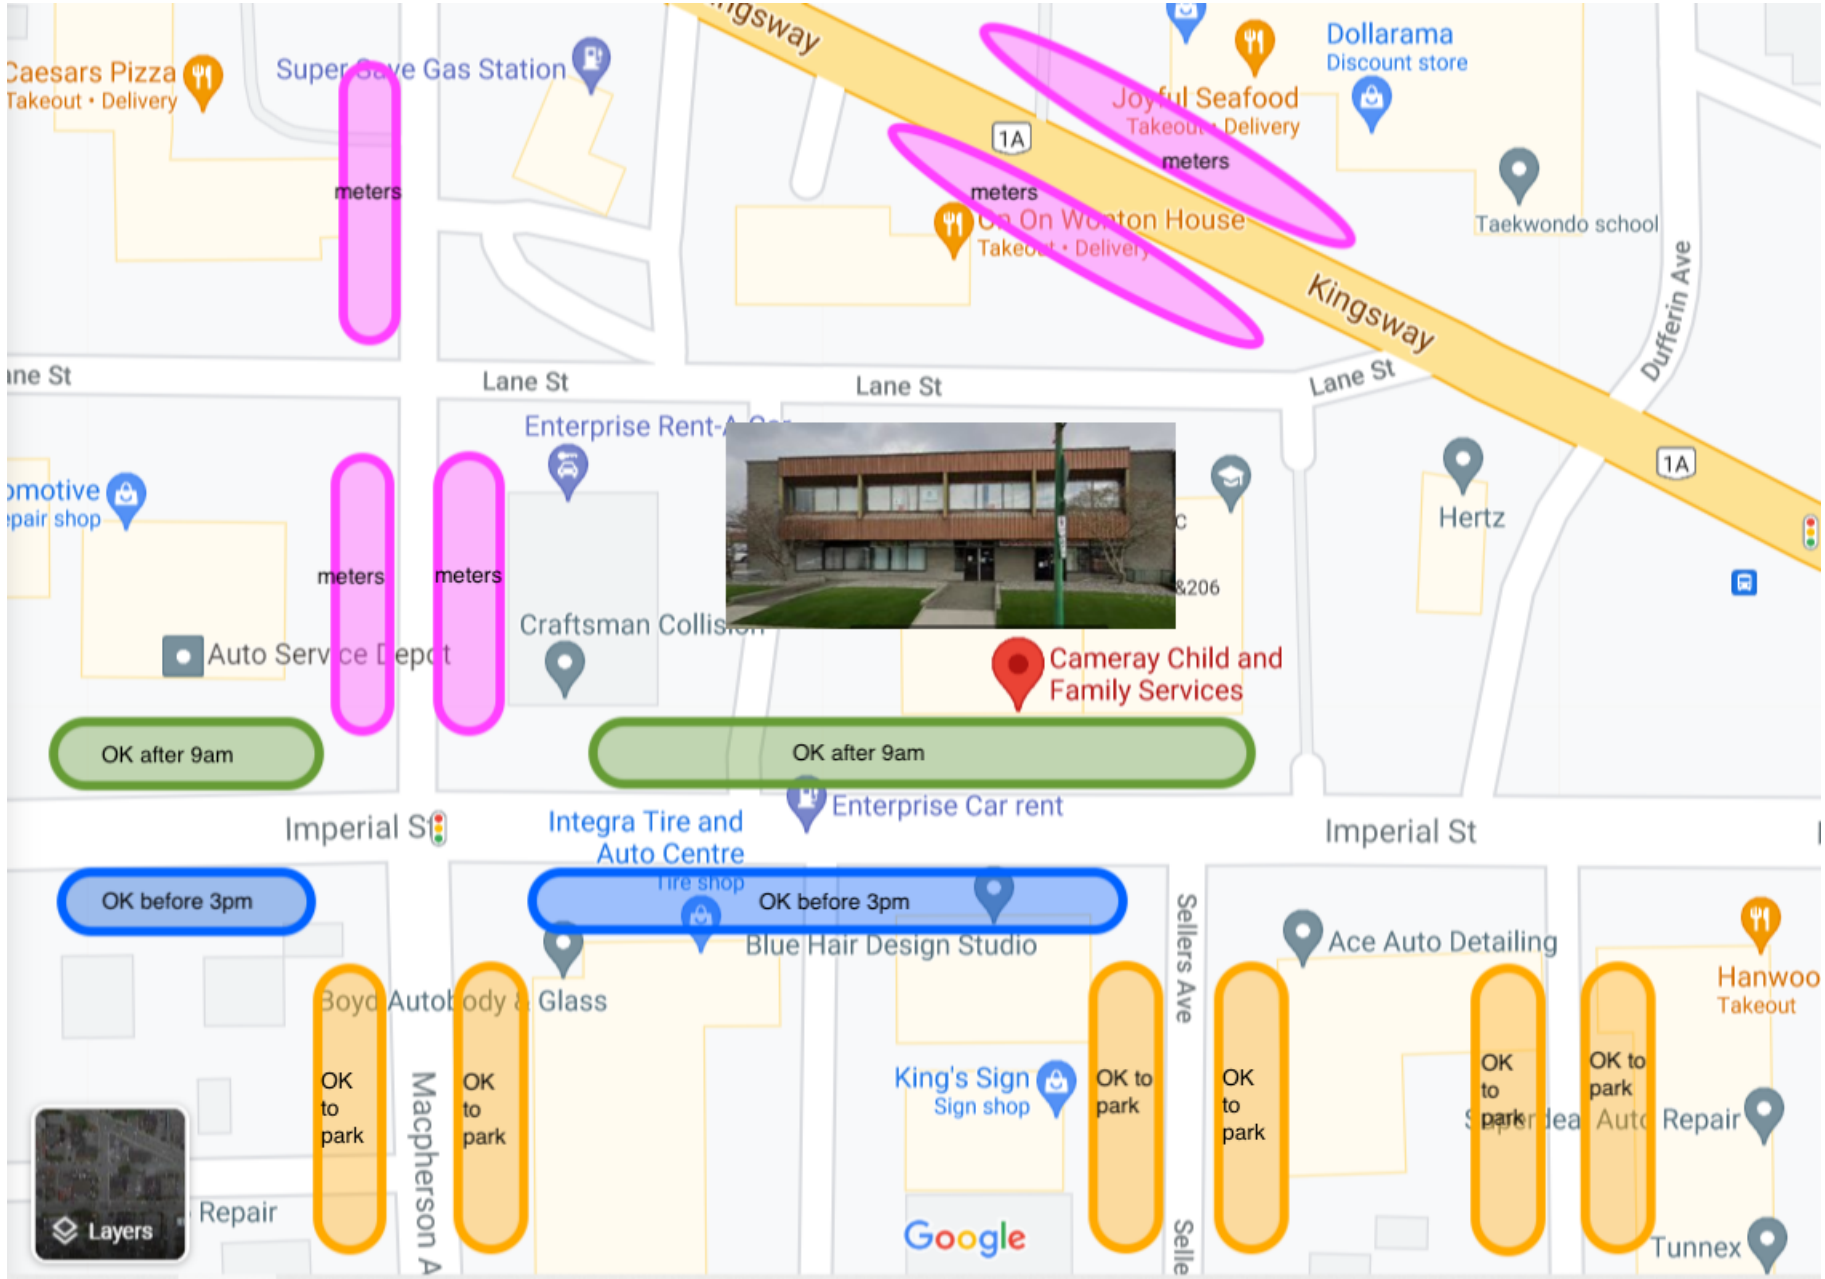 ngsway
Caesars Pizza
Takeout • Delivery
Super Save Gas Station
Dollarama
Discount store
Joyful Seafood
Takeout • Delivery
1A
meters
meters
meters
On On Wonton House
Takeout • Delivery
Taekwondo school
Kingsway
Dufferin Ave
ane St
Lane St
Lane St
Lane St
Enterprise Rent-A-Car
1A
omotive
epair shop
Hertz
C
&206
meters
meters
Craftsman Collision
Auto Service Depot
Cameray Child and
Family Services
OK after 9am
OK after 9am
Enterprise Car rent
Imperial St
Integra Tire and
Auto Centre
Tire shop
Imperial St
OK before 3pm
OK before 3pm
Blue Hair Design Studio
Sellers Ave
Ace Auto Detailing
Hanwoo
Takeout
Boyd Autobody & Glass
OK
to
park
OK
to
park
Macpherson A
King's Sign
Sign shop
OK to
park
OK
to
park
OK
to
park
OK to
park
Auto Repair
Layers
Repair
Google
Selle
Tunnex